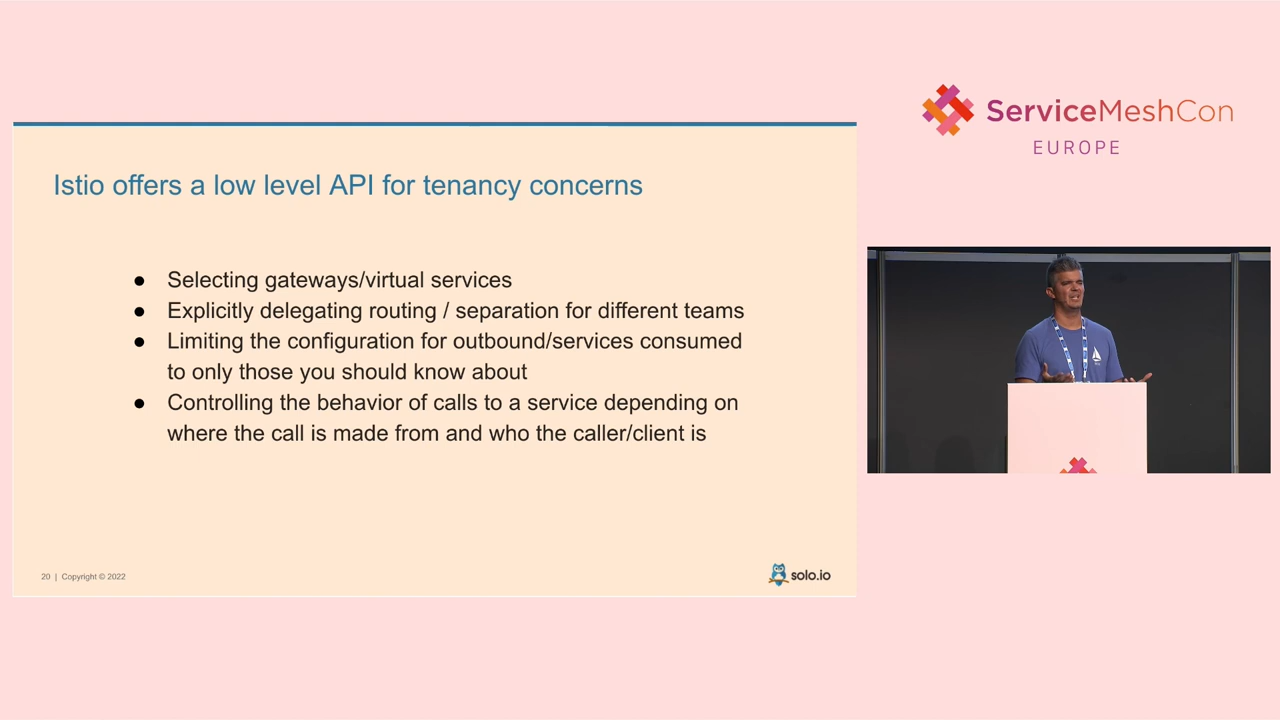 ServiceMeshCon
EUROPE
Istio offers a low level API for tenancy concerns
● Selecting gateways/virtual services
● Explicitly delegating routing / separation for different teams
● Limiting the configuration for outbound/services consumed
to only those you should know about
● Controlling the behavior of calls to a service depending on
where the call is made from and who the caller/client is
20 | Copyright © 2022
solo.io